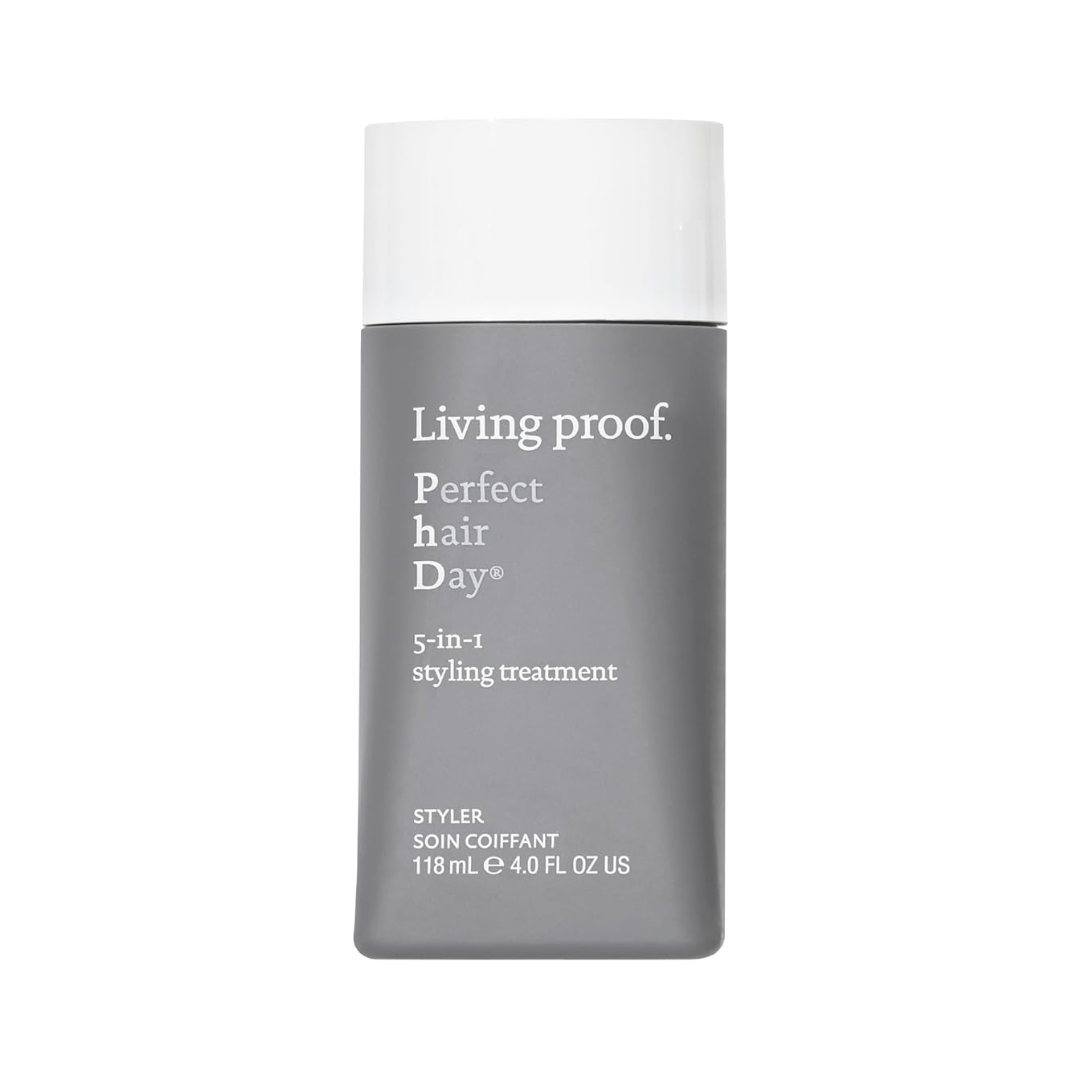 Living proof.
Perfect
hair
Day®
5-in-1
styling treatment
STYLER
SOIN COIFFANT
118 mL ℮ 4.0 FL OZ US